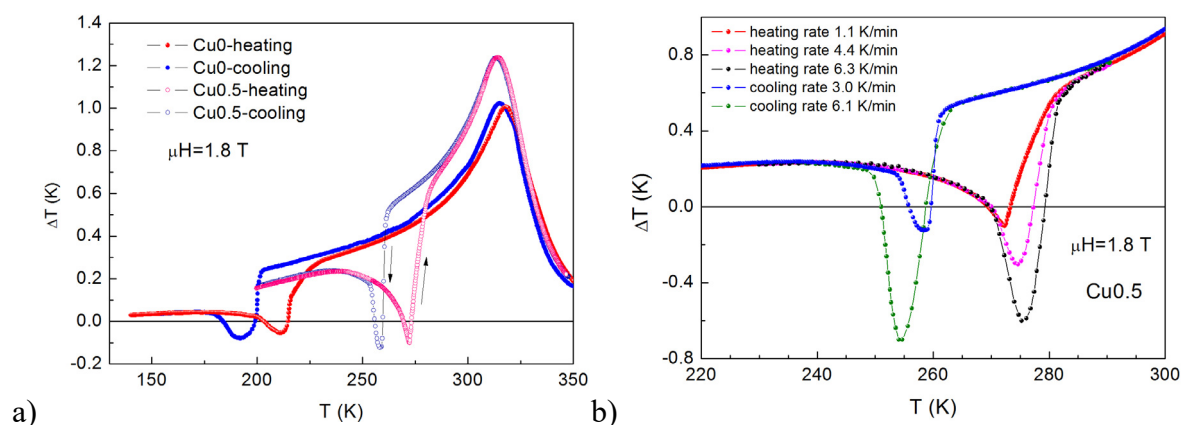 1.4
1.2
1.0
0.8
0.6
0.4
0.2
0.0
-0.2
ΔT (K)
Cu0-heating
Cu0-cooling
Cu0.5-heating
Cu0.5-cooling
μH=1.8 T
150 200 250 300 350
T (K)
a)
0.8
0.4
0.0
-0.4
-0.8
ΔT (K)
heating rate 1.1 K/min
heating rate 4.4 K/min
heating rate 6.3 K/min
cooling rate 3.0 K/min
cooling rate 6.1 K/min
μH=1.8 T
Cu0.5
220 240 260 280 300
T (K)
b)